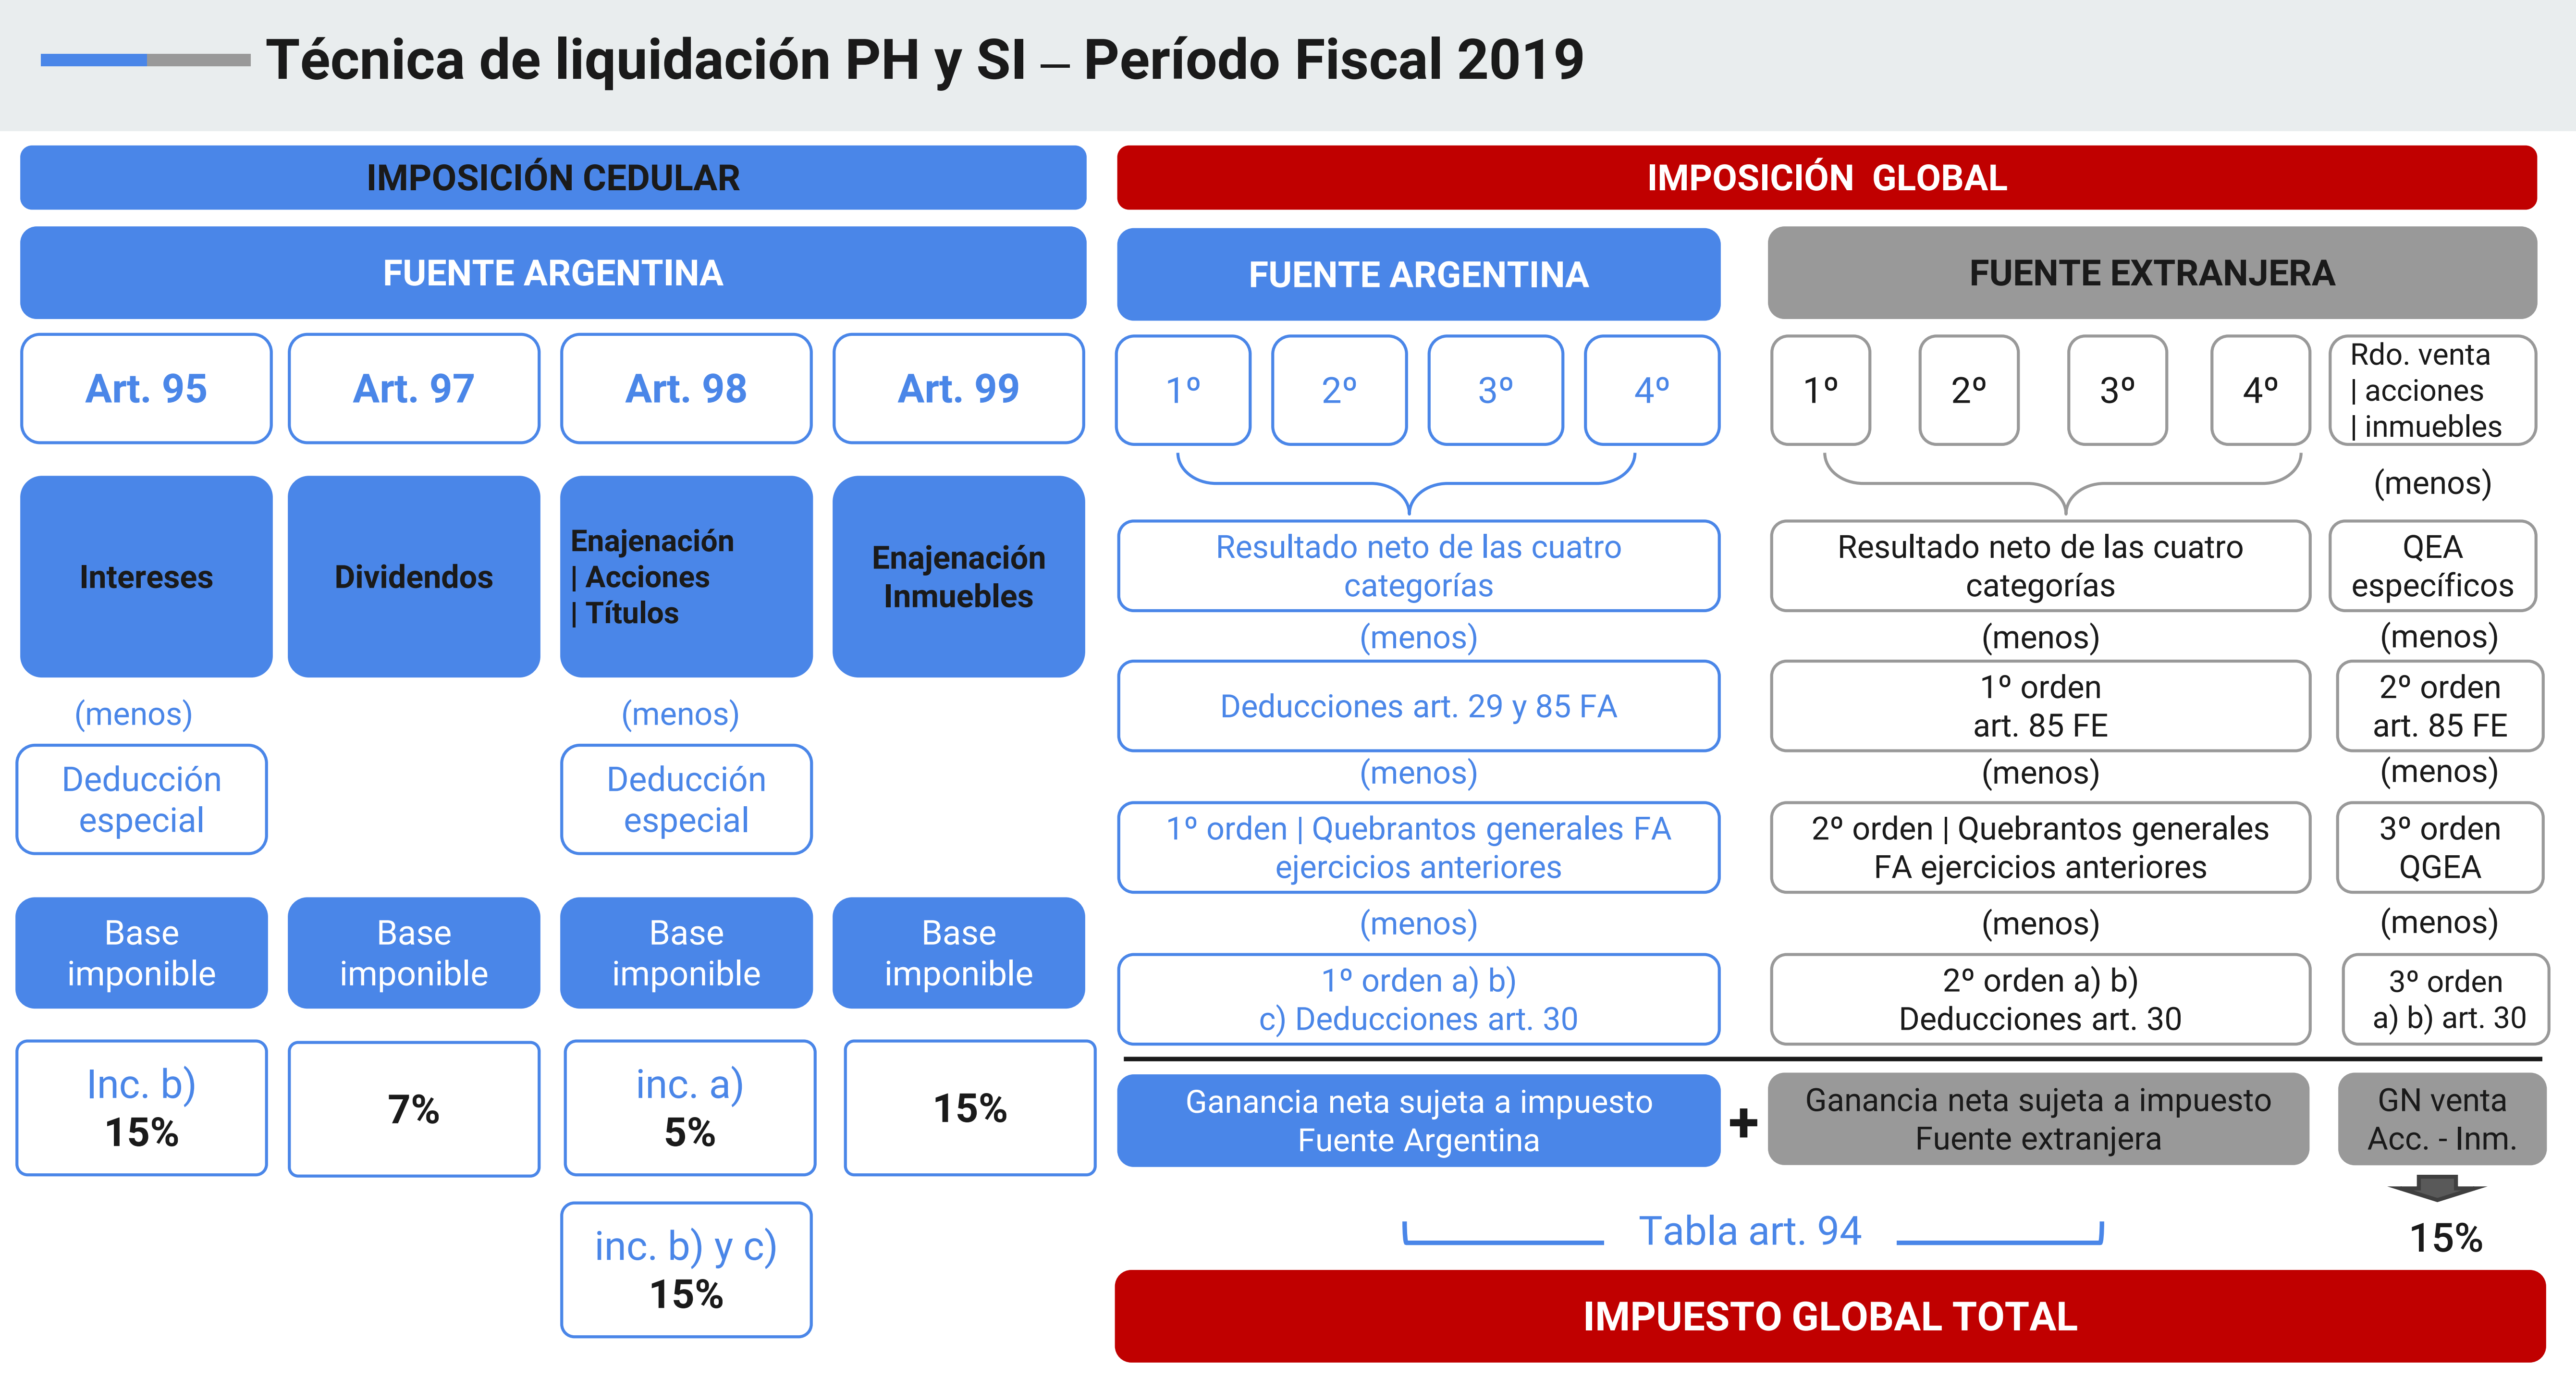 Técnica de liquidación PH y SI – Período Fiscal 2019
IMPOSICIÓN CEDULAR
FUENTE ARGENTINA
Art. 95
Art. 97
Art. 98
Art. 99
Intereses
Dividendos
Enajenación
| Acciones
| Títulos
Enajenación
Inmuebles
(menos)
(menos)
Deducción
especial
Deducción
especial
Base
imponible
Base
imponible
Base
imponible
Base
imponible
Inc. b)
15%
7%
inc. a)
5%
15%
inc. b) y c)
15%
IMPOSICIÓN GLOBAL
FUENTE ARGENTINA
1º
2º
3º
4º
Resultado neto de las cuatro
categorías
(menos)
Deducciones art. 29 y 85 FA
(menos)
1º orden | Quebrantos generales FA
ejercicios anteriores
(menos)
1º orden a) b)
c) Deducciones art. 30
Ganancia neta sujeta a impuesto
Fuente Argentina
+
FUENTE EXTRANJERA
1º
2º
3º
4º
Resultado neto de las cuatro
categorías
(menos)
1º orden
art. 85 FE
(menos)
2º orden | Quebrantos generales
FA ejercicios anteriores
(menos)
2º orden a) b)
Deducciones art. 30
Ganancia neta sujeta a impuesto
Fuente extranjera
Rdo. venta
| acciones
| inmuebles
(menos)
QEA
específicos
(menos)
2º orden
art. 85 FE
(menos)
3º orden
QGEA
(menos)
3º orden
a) b) art. 30
GN venta
Acc. - Inm.
15%
Tabla art. 94
IMPUESTO GLOBAL TOTAL